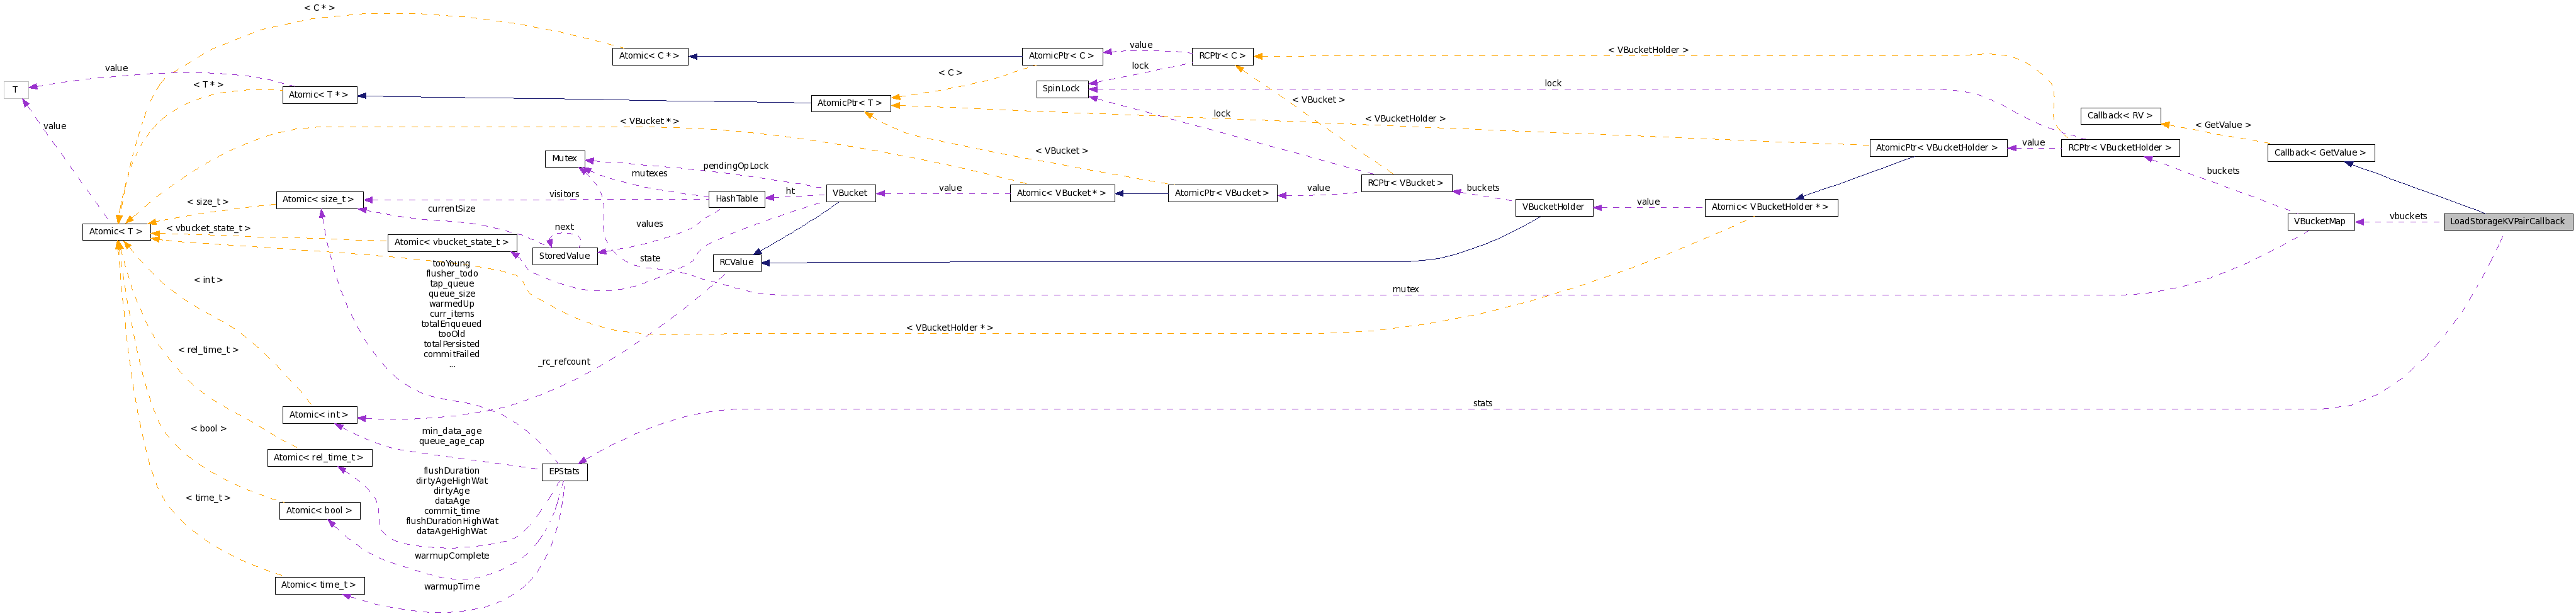 < C * >
Atomic< C * >
AtomicPtr< C >
value
RCPtr< C >
< VBucketHolder >
T
value
< T * >
Atomic< T * >
AtomicPtr< T >
< C >
SpinLock
lock
lock
value
< VBucket * >
< VBucket >
lock
< VBucket >
< VBucketHolder >
Callback< RV >
< GetValue >
Mutex
pendingOpLock
mutexes
AtomicPtr< VBucketHolder >
value
RCPtr< VBucketHolder >
Callback< GetValue >
buckets
< size_t >
Atomic< size_t >
visitors
HashTable
ht
VBucket
value
Atomic< VBucket * >
AtomicPtr< VBucket >
value
RCPtr< VBucket >
buckets
VBucketHolder
value
Atomic< VBucketHolder * >
currentSize
values
VBucketMap
vbuckets
LoadStorageKVPairCallback
Atomic< T >
< vbucket_state_t >
Atomic< vbucket_state_t >
next
StoredValue
state
RCValue
mutex
< int >
tooYoung
flusher_todo
tap_queue
queue_size
warmedUp
curr_items
totalEnqueued
tooOld
totalPersisted
commitFailed
...
< VBucketHolder * >
< rel_time_t >
_rc_refcount
stats
Atomic< int >
< bool >
min_data_age
queue_age_cap
Atomic< rel_time_t >
EPStats
flushDuration
dirtyAgeHighWat
dirtyAge
dataAge
commit_time
flushDurationHighWat
dataAgeHighWat
< time_t >
Atomic< bool >
warmupComplete
Atomic< time_t >
warmupTime